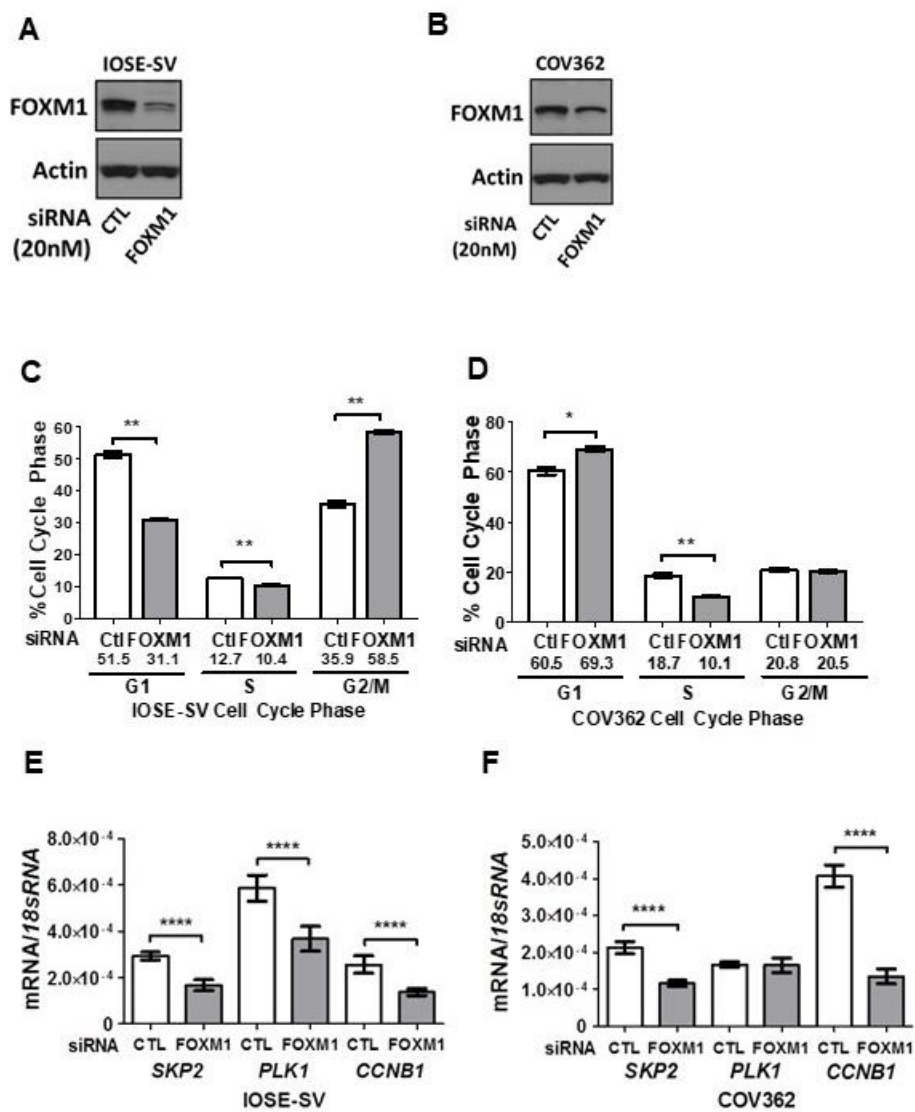 A
IOSE-SV
FOXM1
Actin
siRNA
(20nM)
CTL
FOXM1
B
COV362
FOXM1
Actin
siRNA
(20nM)
CTL
FOXM1
C
% Cell Cycle Phase
60
50
40
30
20
10
0
**
**
**
siRNA
Ctl FOXM1 Ctl FOXM1 Ctl FOXM1
51.5 31.1 12.7 10.4 35.9 58.5
G1 S G2/M
IOSE-SV Cell Cycle Phase
D
% Cell Cycle Phase
80
60
40
20
0
*
**
siRNA
Ctl FOXM1 Ctl FOXM1 Ctl FOXM1
60.5 69.3 18.7 10.1 20.8 20.5
G1 S G2/M
COV362 Cell Cycle Phase
E
mRNA/18sRNA
8.0×10⁻⁴
6.0×10⁻⁴
4.0×10⁻⁴
2.0×10⁻⁴
0
****
****
****
siRNA CTL FOXM1 CTL FOXM1 CTL FOXM1
SKP2 PLK1 CCNB1
IOSE-SV
F
mRNA/18sRNA
5.0×10⁻⁴
4.0×10⁻⁴
3.0×10⁻⁴
2.0×10⁻⁴
1.0×10⁻⁴
0
****
****
siRNA CTL FOXM1 CTL FOXM1 CTL FOXM1
SKP2 PLK1 CCNB1
COV362